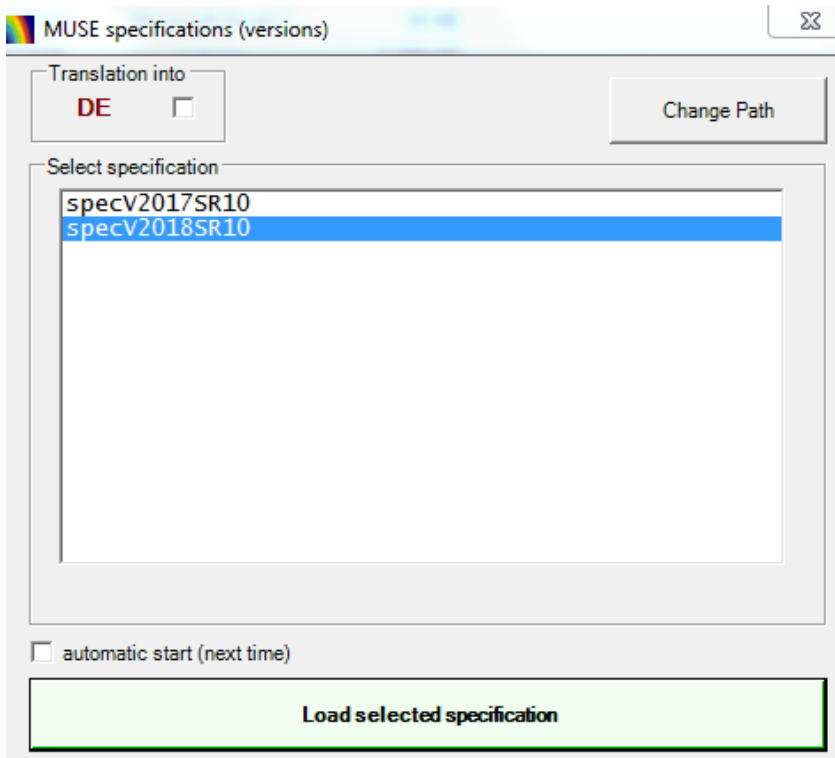 MUSE specifications (versions)
Translation into
DE
Change Path
Select specification
specV2017SR10
specV2018SR10
automatic start (next time)
Load selected specification